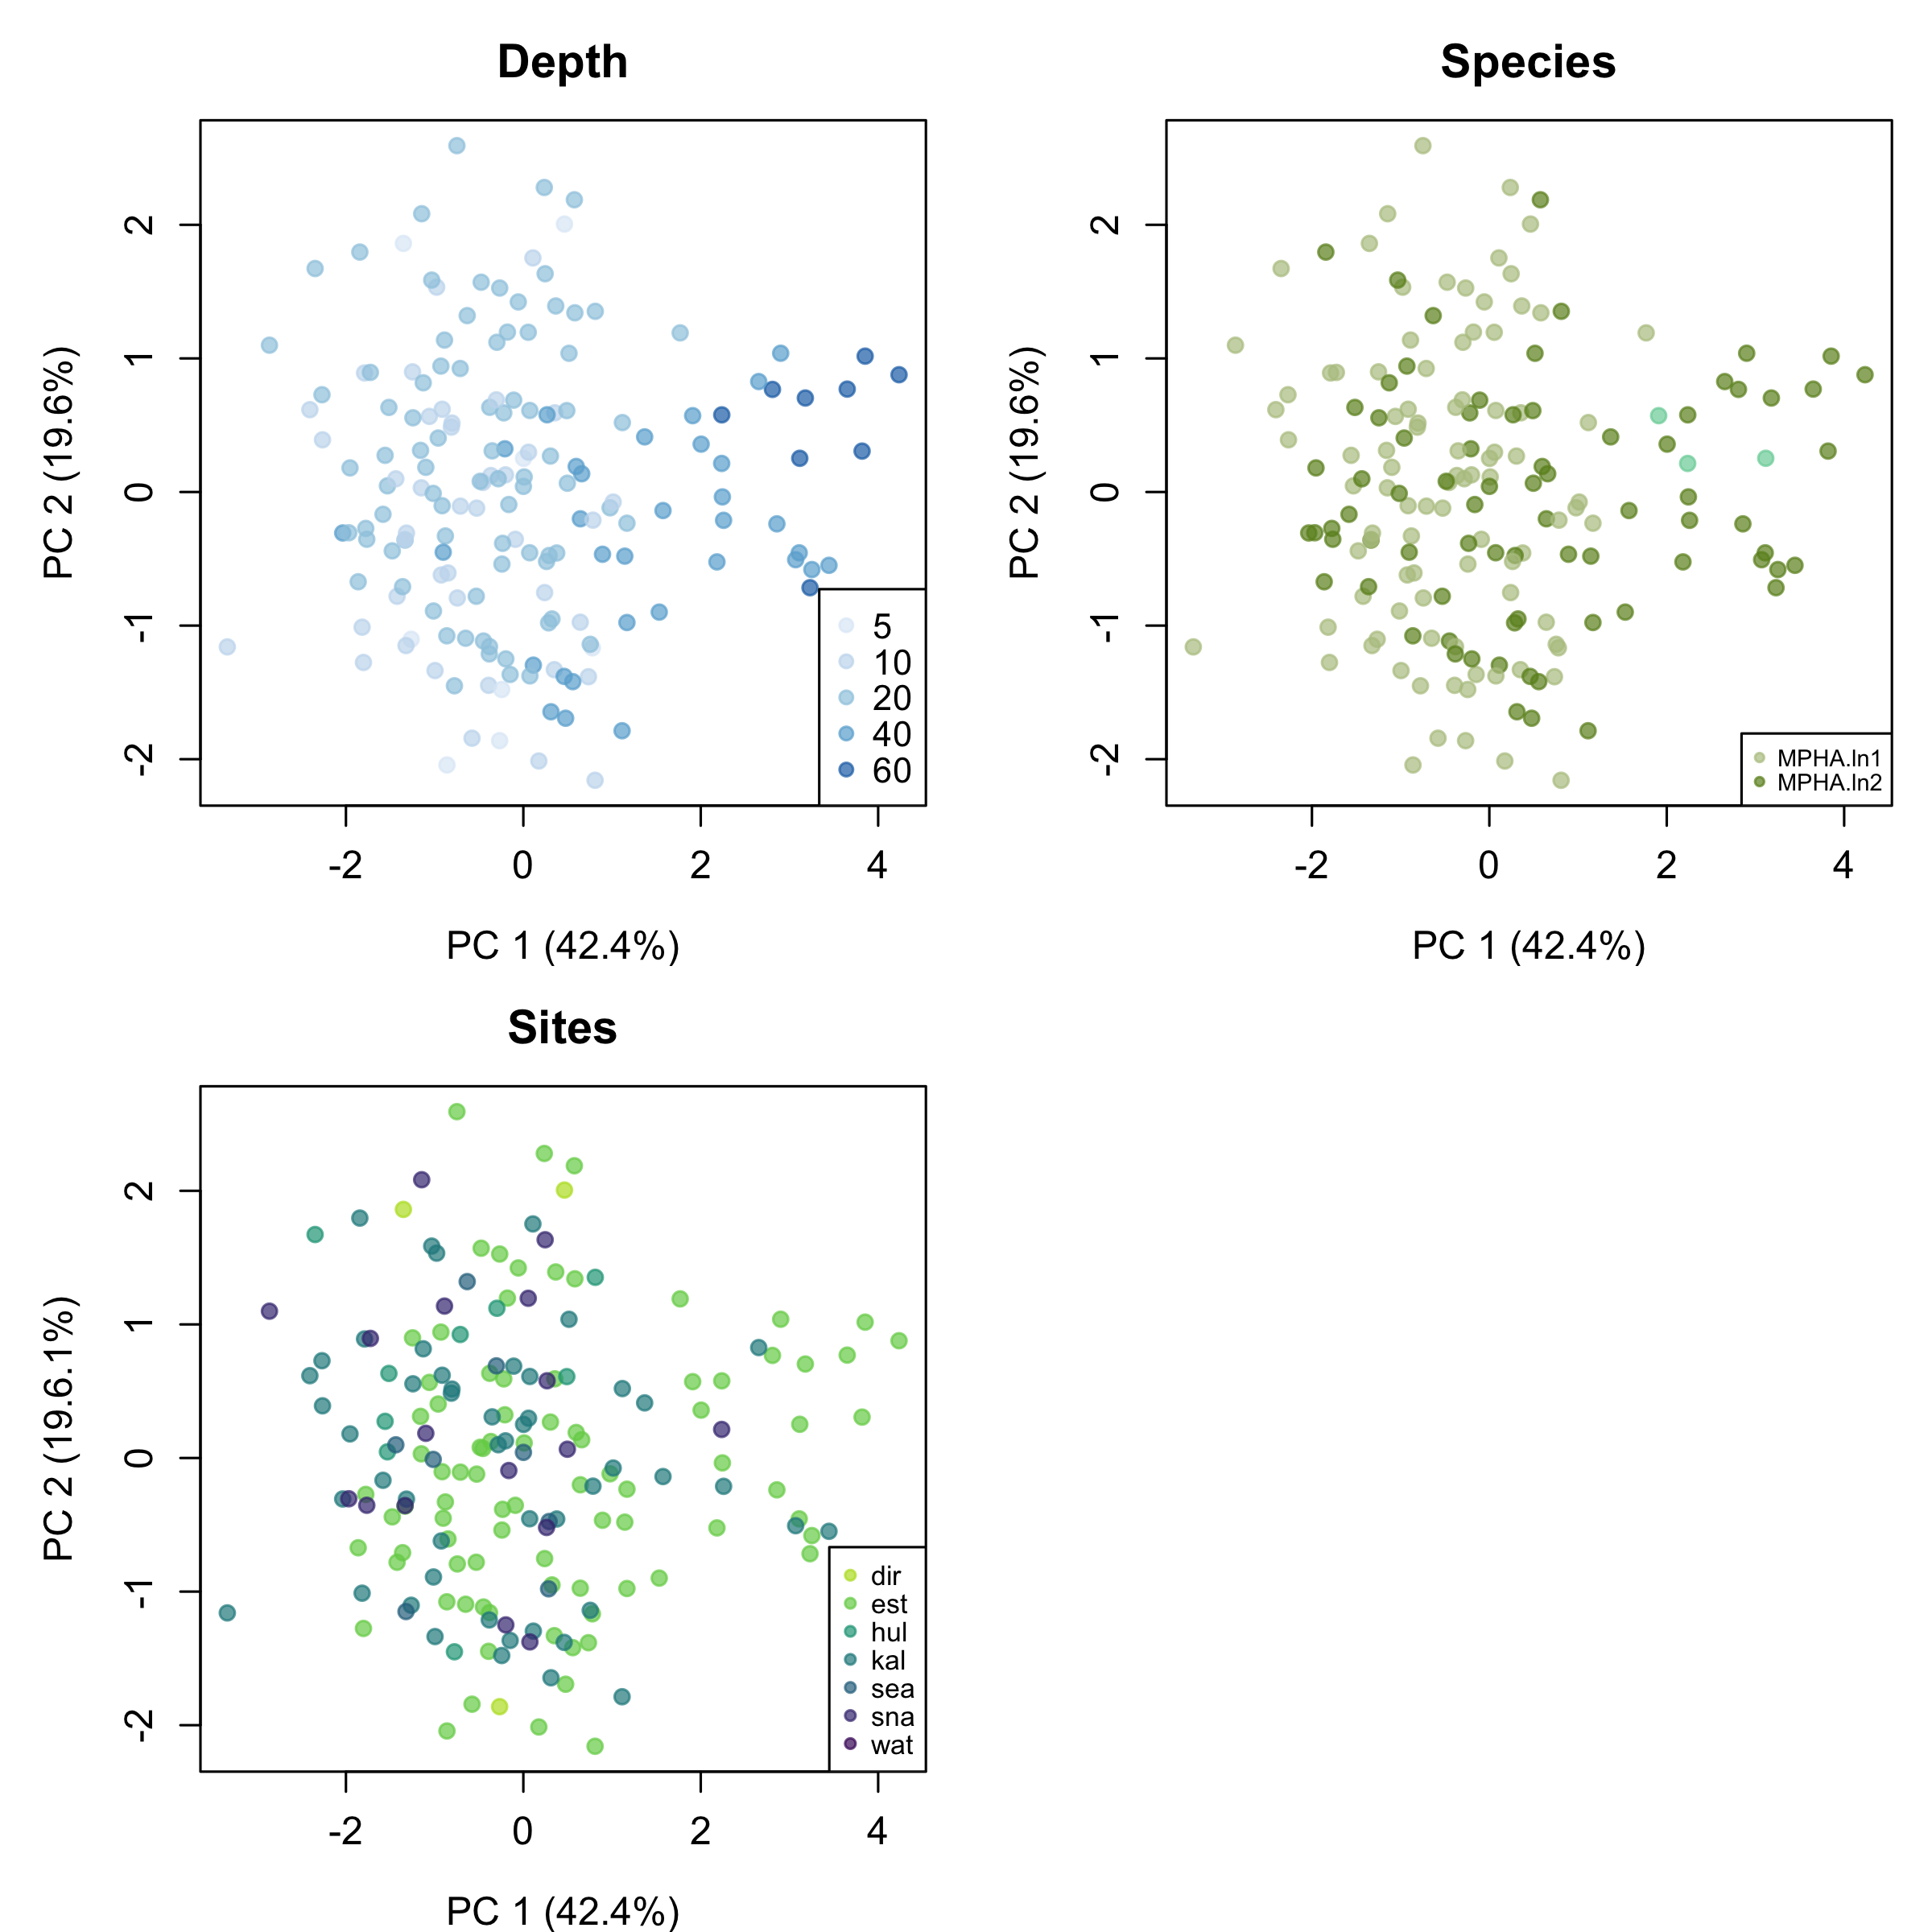 Depth
PC 2 (19.6%)
2
1
0
-1
-2
5
10
20
40
60
-2 0 2 4
PC 1 (42.4%)
Species
PC 2 (19.6%)
2
1
0
-1
-2
MPHA.ln1
MPHA.ln2
-2 0 2 4
PC 1 (42.4%)
Sites
PC 2 (19.6.1%)
2
1
0
-1
-2
dir
est
hul
kal
sea
sna
wat
-2 0 2 4
PC 1 (42.4%)